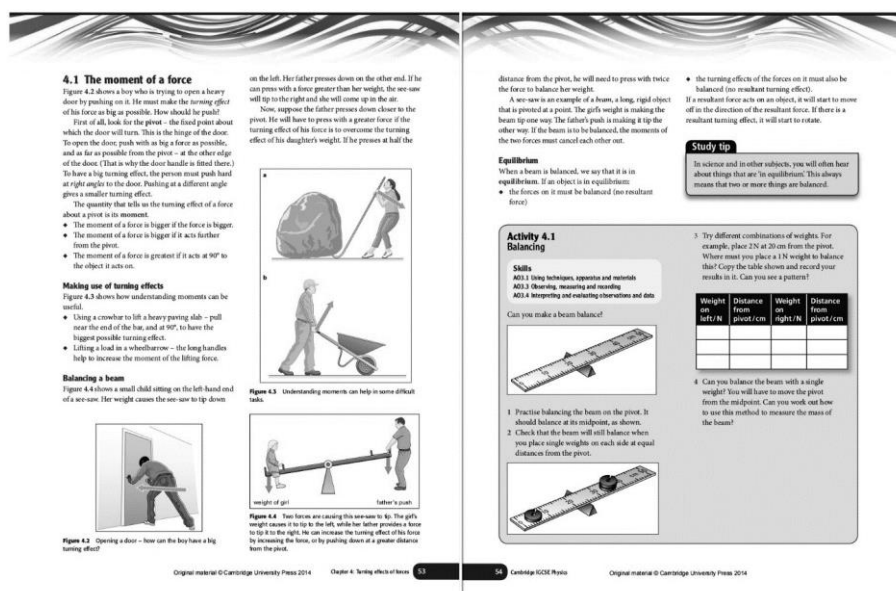 4.1 The moment of a force
Figure 4.2 shows a boy who is trying to open a heavy
door by pushing on it. He must make the turning effect
of his force as big as possible. How should he push?
First of all, look for the pivot – the fixed point about
which the door will turn. This is the hinge of the door.
To open the door, push with as big a force as possible,
and as far as possible from the pivot – at the other edge
of the door. (That is why the door handle is fitted there.)
To have a big turning effect, the person must push hard
at right angles to the door. Pushing at a different angle
gives a smaller turning effect.
The quantity that tells us the turning effect of a force
about a pivot is its moment.
◆ The moment of a force is bigger if the force is bigger.
◆ The moment of a force is bigger if it acts further
from the pivot.
◆ The moment of a force is greatest if it acts at 90° to
the object it acts on.
Making use of turning effects
Figure 4.3 shows how understanding moments can be
useful.
◆ Using a crowbar to lift a heavy paving slab – pull
near the end of the bar, and at 90°, to have the
biggest possible turning effect.
◆ Lifting a load in a wheelbarrow – the long handles
help to increase the moment of the lifting force.
Balancing a beam
Figure 4.4 shows a small child sitting on the left-hand end
of a see-saw. Her weight causes the see-saw to tip down
Figure 4.2 Opening a door – how can the boy have a big
turning effect?
on the left. Her father presses down on the other end. If he
can press with a force greater than her weight, the see-saw
will tip to the right and she will come up in the air.
Now, suppose the father presses down closer to the
pivot. He will have to press with a greater force if the
turning effect of his force is to overcome the turning
effect of his daughter's weight. If he presses at half the
a
b
Figure 4.3 Understanding moments can help in some difficult
tasks.
weight of girl
father's push
Figure 4.4 Two forces are causing this see-saw to tip. The girl's
weight causes it to tip to the left, while her father provides a force
to tip it to the right. He can increase the turning effect of his force
by increasing the force, or by pushing down at a greater distance
from the pivot.
Original material © Cambridge University Press 2014
Chapter 4: Turning effects of forces 53
distance from the pivot, he will need to press with twice
the force to balance her weight.
A see-saw is an example of a beam, a long, rigid object
that is pivoted at a point. The girl's weight is making the
beam tip one way. The father's push is making it tip the
other way. If the beam is to be balanced, the moments of
the two forces must cancel each other out.
Equilibrium
When a beam is balanced, we say that it is in
equilibrium. If an object is in equilibrium:
◆ the forces on it must be balanced (no resultant
force)
◆ the turning effects of the forces on it must also be
balanced (no resultant turning effect).
If a resultant force acts on an object, it will start to move
off in the direction of the resultant force. If there is a
resultant turning effect, it will start to rotate.
Study tip
In science and in other subjects, you will often hear
about things that are 'in equilibrium'. This always
means that two or more things are balanced.
Activity 4.1
Balancing
Skills
AO3.1 Using techniques, apparatus and materials
AO3.3 Observing, measuring and recording
AO3.4 Interpreting and evaluating observations and data
Can you make a beam balance?
1 Practise balancing the beam on the pivot. It
should balance at its midpoint, as shown.
2 Check that the beam will still balance when
you place single weights on each side at equal
distances from the pivot.
3 Try different combinations of weights. For
example, place 2 N at 20 cm from the pivot.
Where must you place a 1 N weight to balance
this? Copy the table shown and record your
results in it. Can you see a pattern?
Weight on left/N Distance from pivot/cm Weight on right/N Distance from pivot/cm
4 Can you balance the beam with a single
weight? You will have to move the pivot
from the midpoint. Can you work out how
to use this method to measure the mass of
the beam?
54 Cambridge IGCSE Physics
Original material © Cambridge University Press 2014